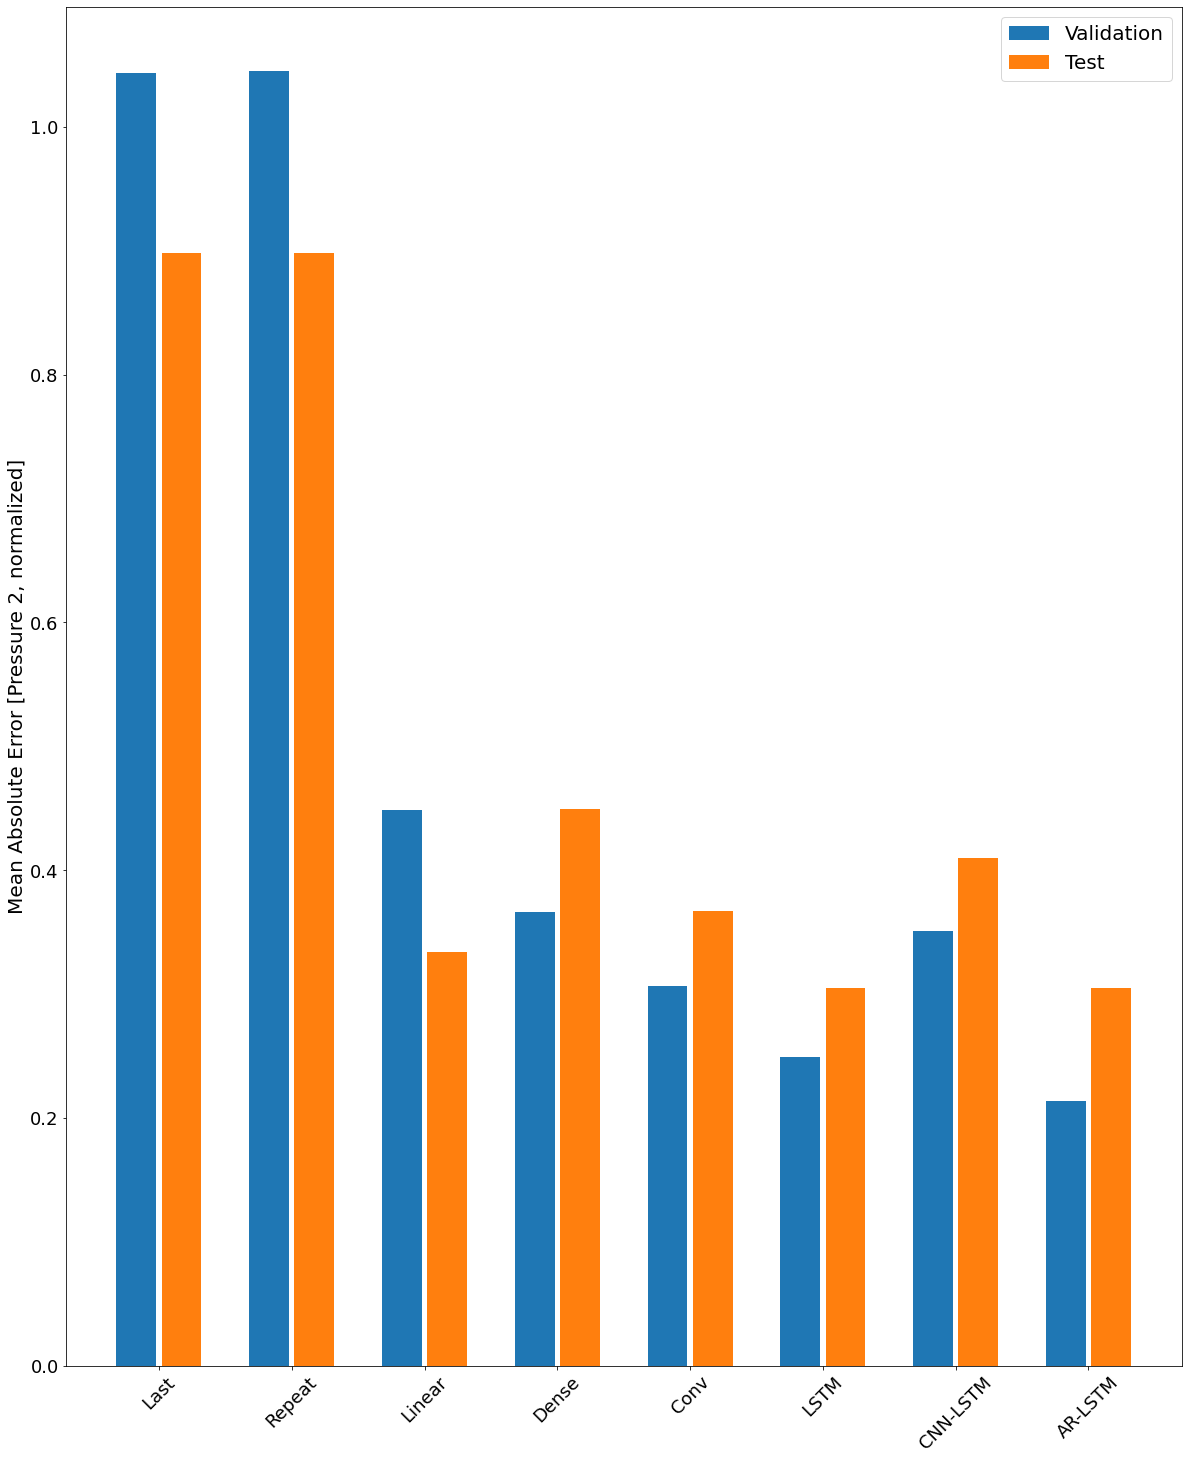 Validation
Test
Mean Absolute Error [Pressure 2, normalized]
1.0
0.8
0.6
0.4
0.2
0.0
Last
Repeat
Linear
Dense
Conv
LSTM
CNN-LSTM
AR-LSTM